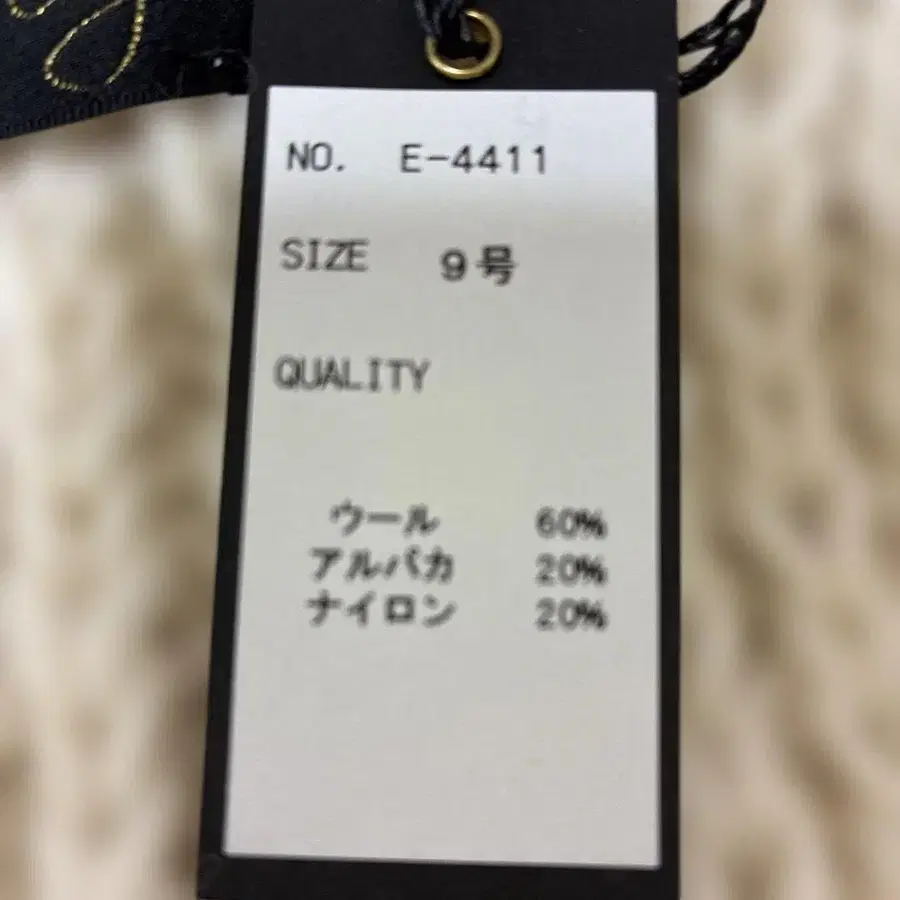 NO. E-4411
SIZE 9号
QUALITY
ウール 60%
アルパカ 20%
ナイロン 20%